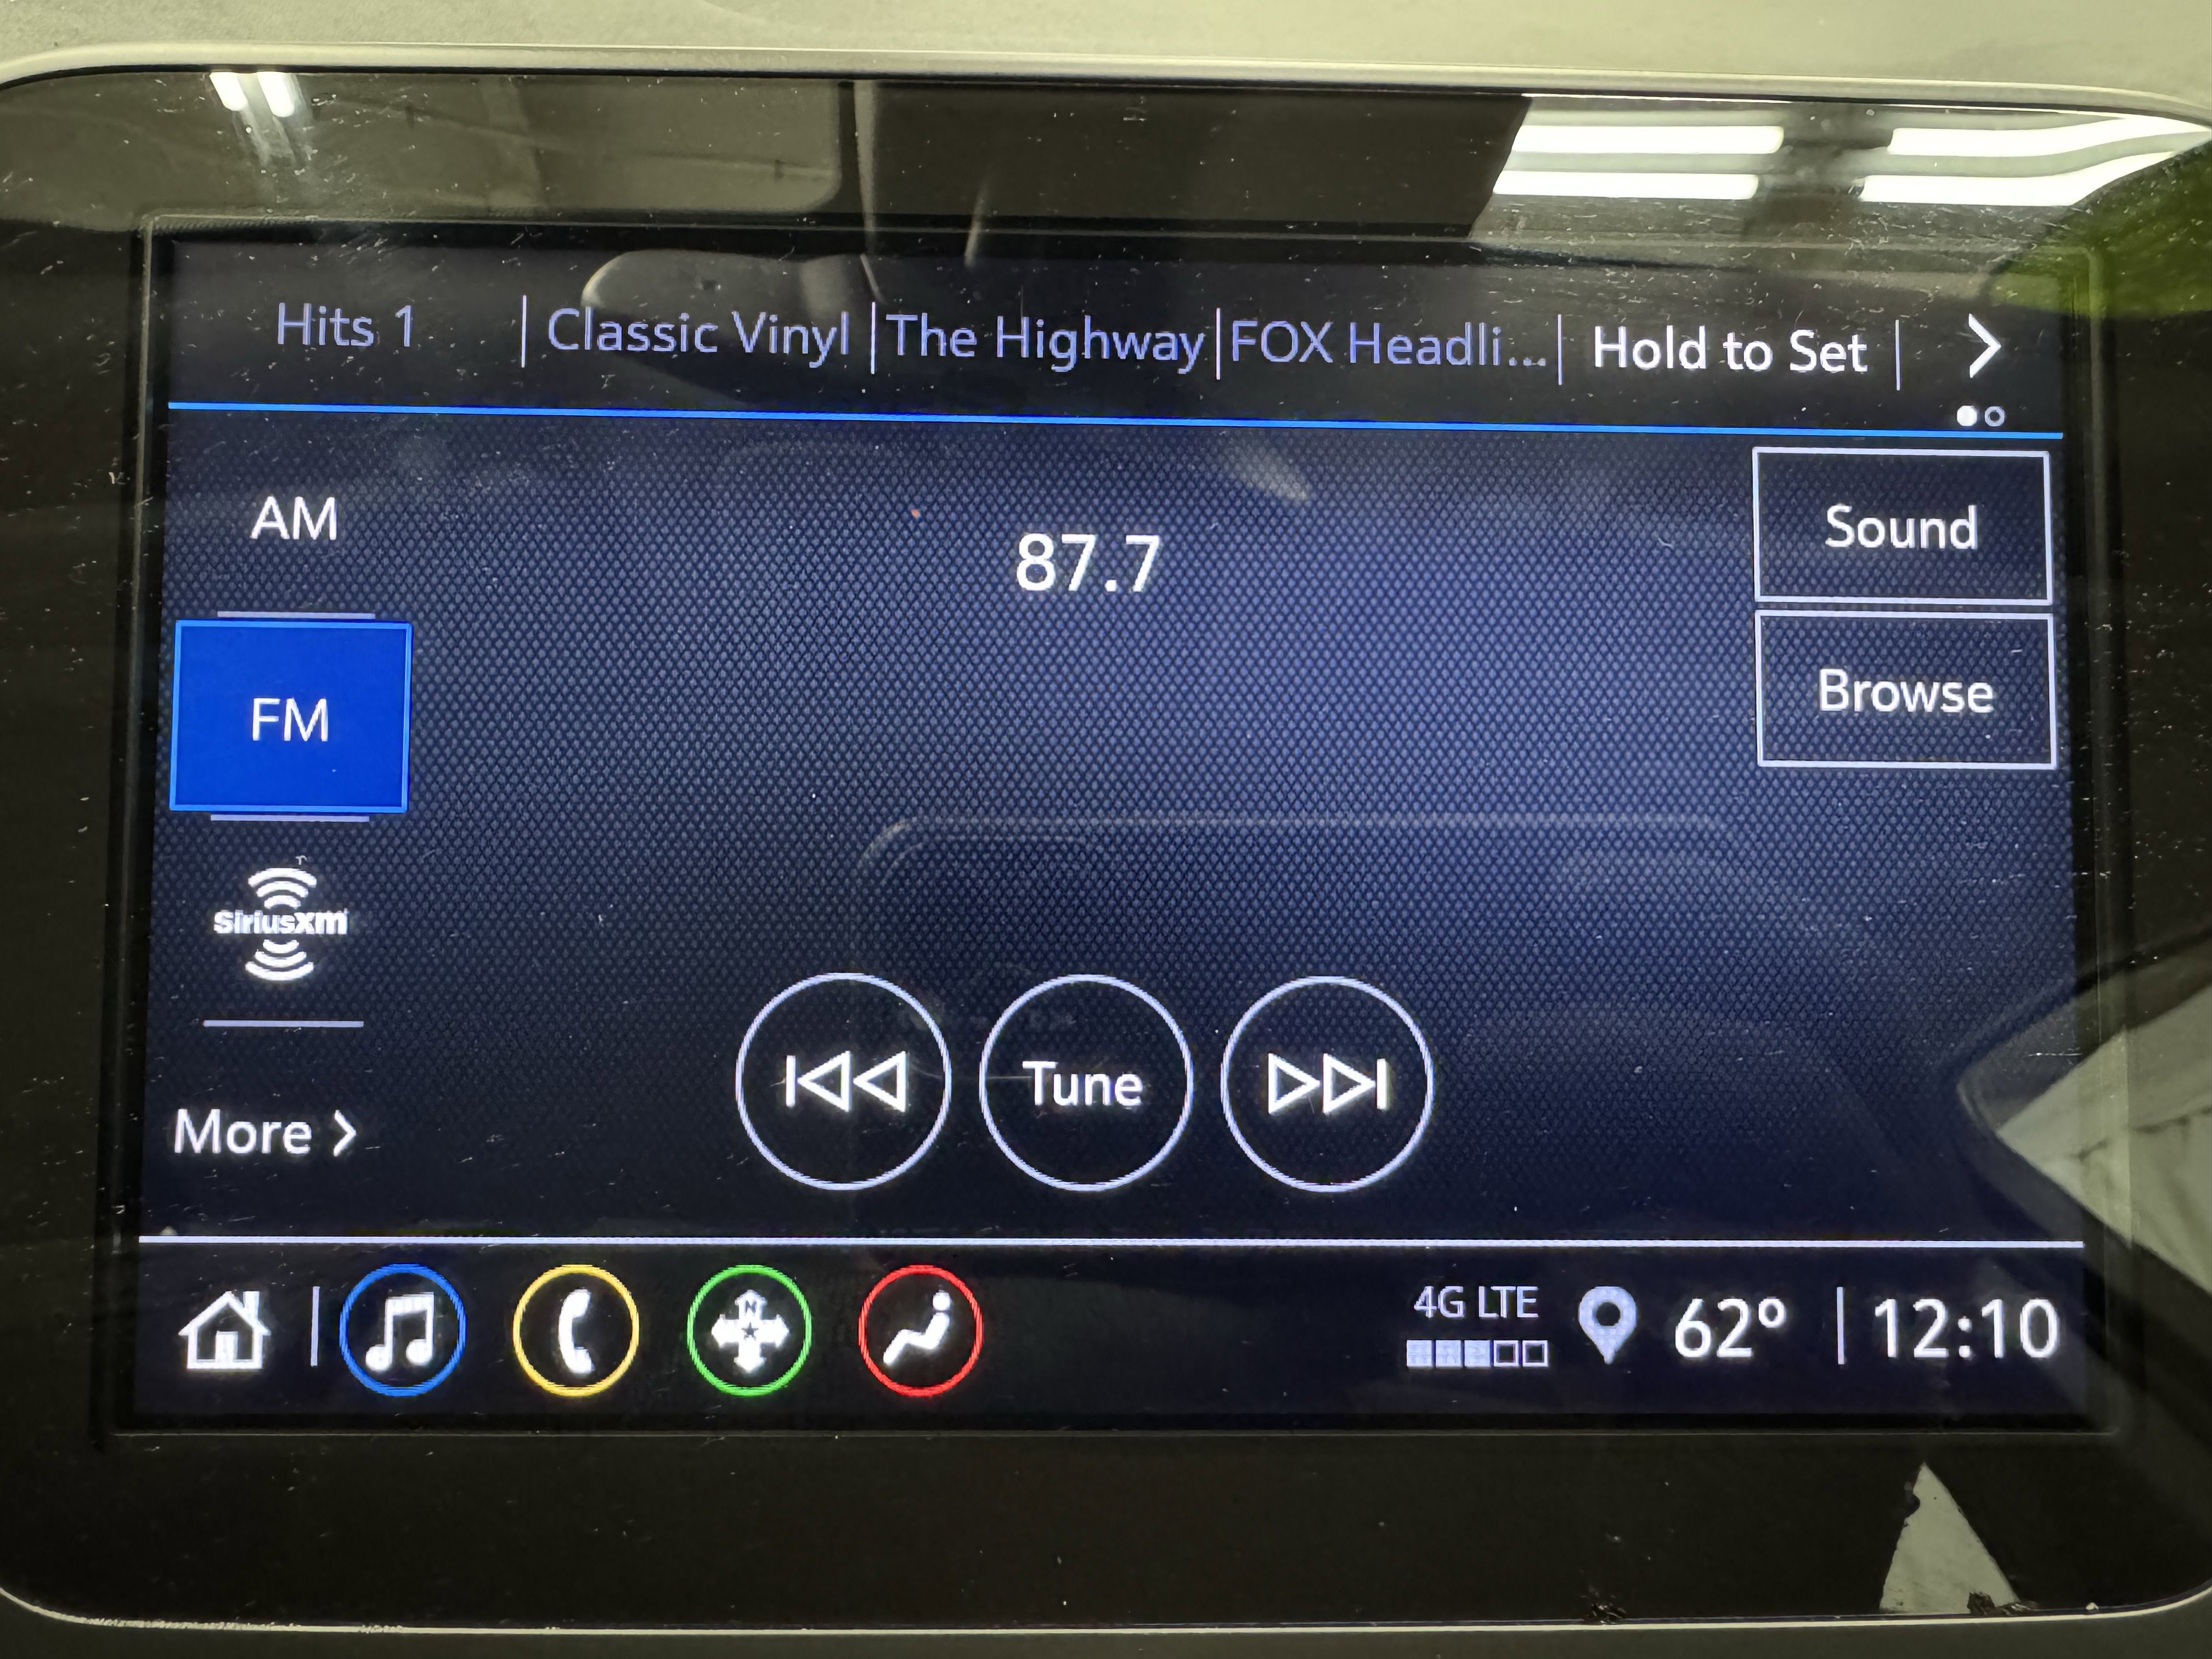 Hits 1 Classic Vinyl The Highway FOX Headli... Hold to Set
AM
87.7
Sound
FM
Browse
SiriusXM
Tune
More
N
4G LTE
62° 12:10